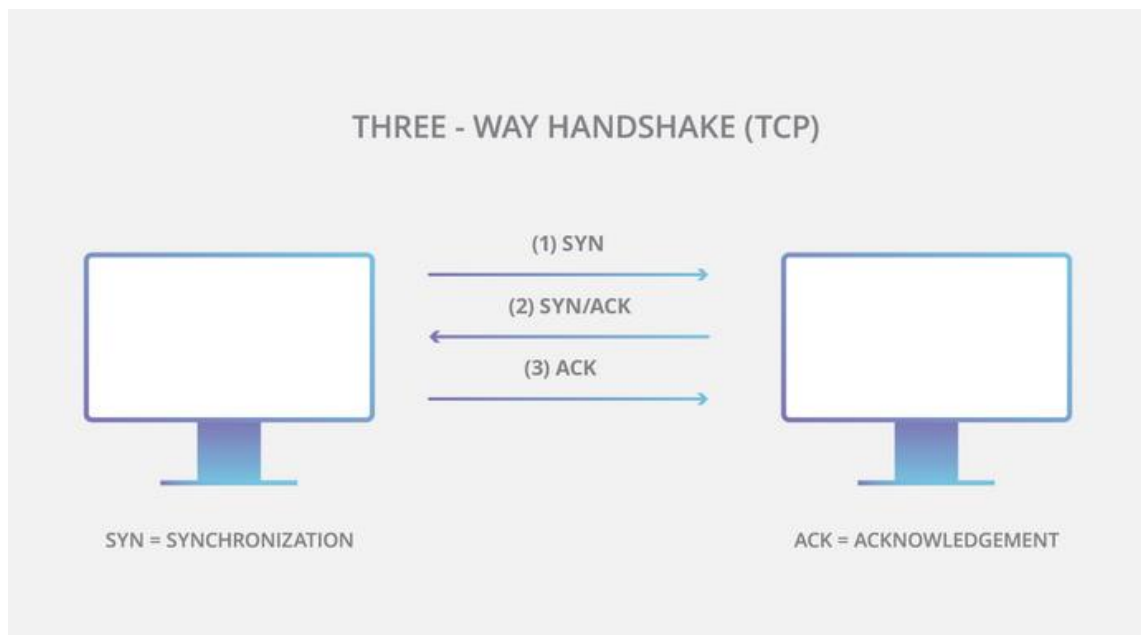 THREE - WAY HANDSHAKE (TCP)
(1) SYN
(2) SYN/ACK
(3) ACK
SYN = SYNCHRONIZATION
ACK = ACKNOWLEDGEMENT